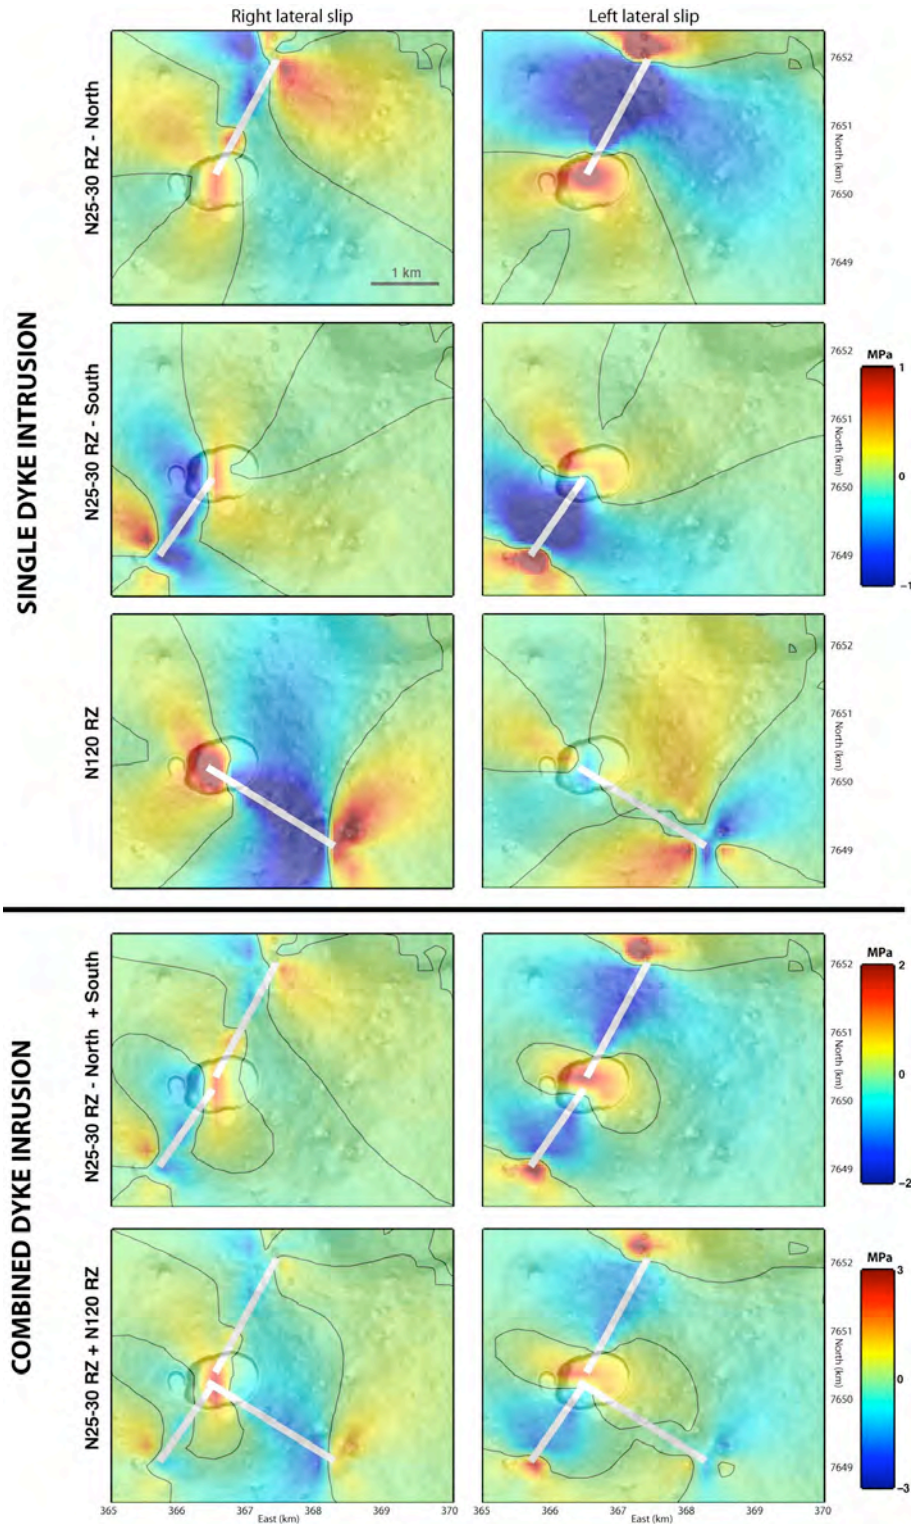 Right lateral slip
Left lateral slip
SINGLE DYKE INTRUSION
N25-30 RZ - North
1 km
7652
7651
7650
7649
North (km)
N25-30 RZ - South
7652
7651
7650
7649
North (km)
MPa
1
0
-1
N120 RZ
7652
7651
7650
7649
North (km)
COMBINED DYKE INRUSION
N25-30 RZ - North + South
7652
7651
7650
7649
North (km)
MPa
2
0
-2
N25-30 RZ + N120 RZ
7652
7651
7650
7649
North (km)
MPa
3
0
-3
365 366 367 368 369 370
East (km)
365 366 367 368 369 370
East (km)